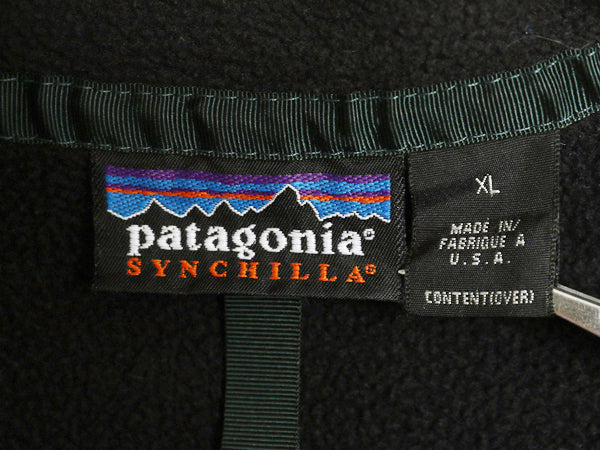 patagonia®
SYNCHILLA®
XL
MADE IN/
FABRIQUE A
U.S.A.
CONTENT(OVER)